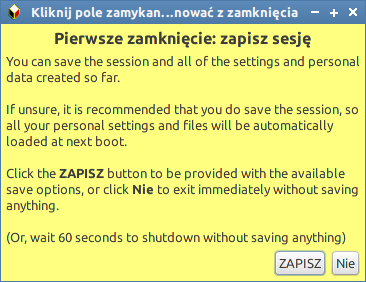 Kliknij pole zamykan...nować z zamknięcia
Pierwsze zamknięcie: zapisz sesję
You can save the session and all of the settings and personal
data created so far.
If unsure, it is recommended that you do save the session, so
all your personal settings and files will be automatically
loaded at next boot.
Click the ZAPISZ button to be provided with the available
save options, or click Nie to exit immediately without saving
anything.
(Or, wait 60 seconds to shutdown without saving anything)
ZAPISZ Nie